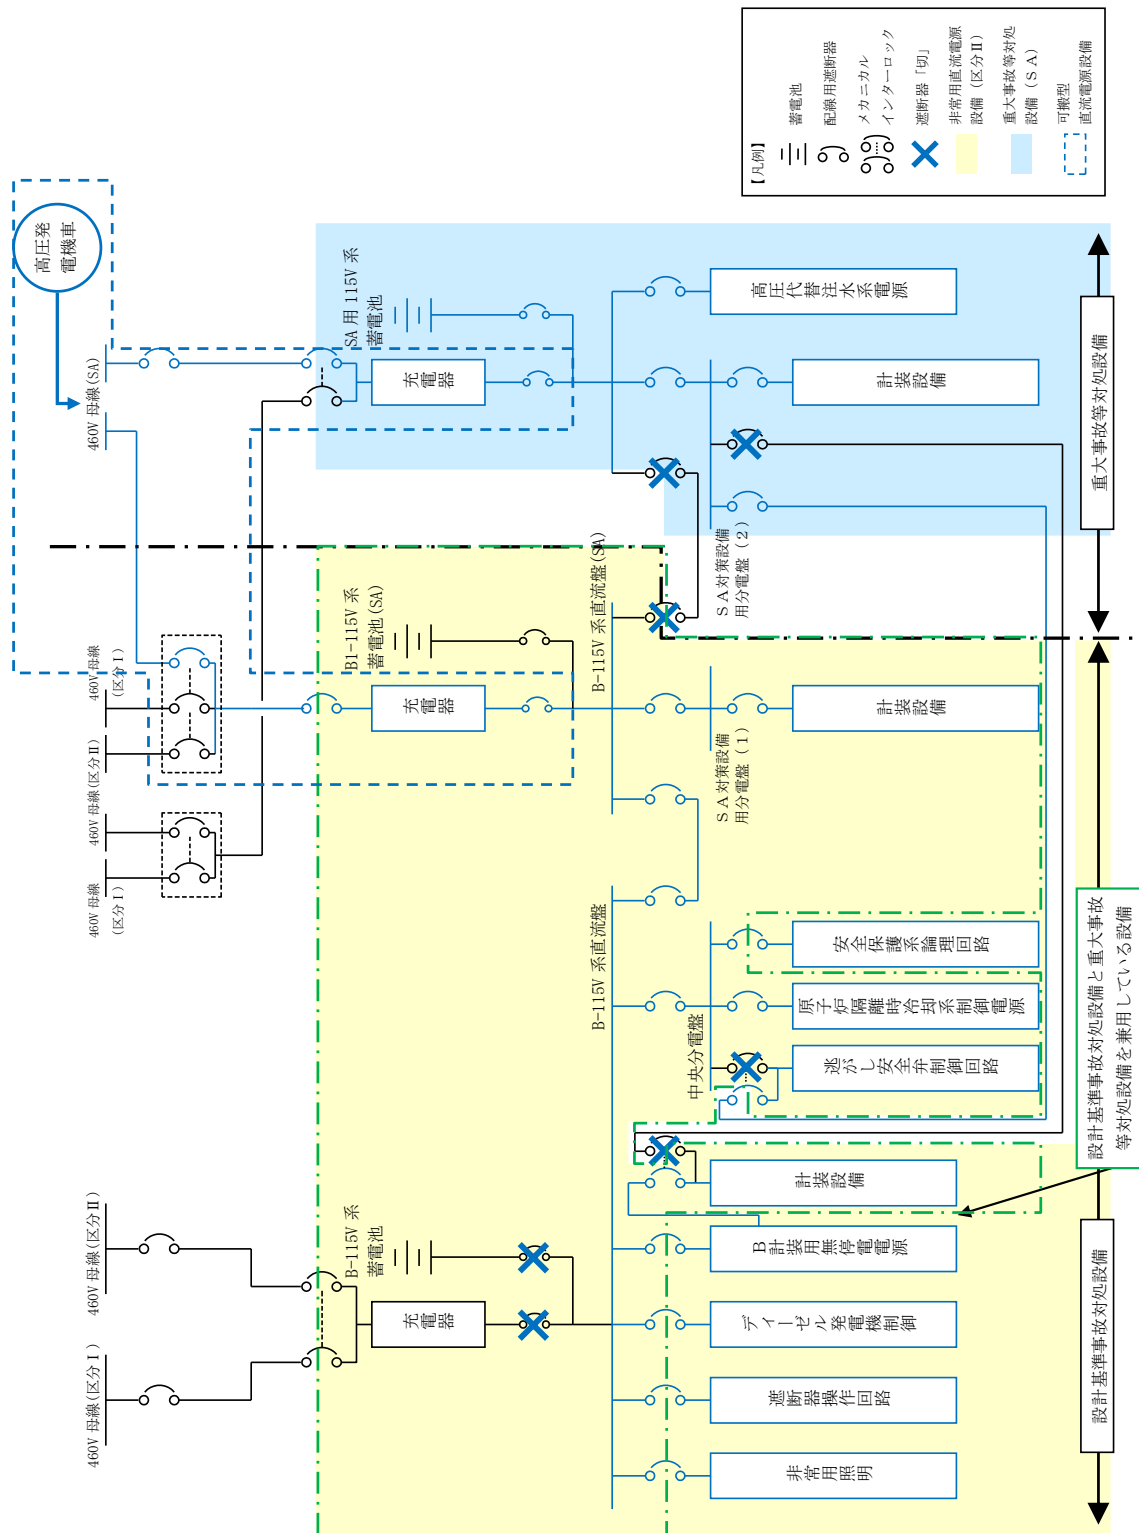 【凡例】
蓄電池
配線用遮断器
メカニカル
インターロック
遮断器「切」
非常用直流電源
設備（区分Ⅱ）
重大事故等対処
設備（ＳＡ）
可搬型
直流電源設備
高圧発
電機車
460V 母線(SA)
SA 用 115V 系
蓄電池
充電器
高圧代替注水系電源
計装設備
重大事故等対処設備
ＳＡ対策設備
用分電盤（２）
460V 母線
(区分Ⅰ)
460V 母線(区分Ⅱ)
460V 母線
(区分Ⅰ)
B1-115V 系
蓄電池(SA)
充電器
B-115V 系直流盤(SA)
ＳＡ対策設備
用分電盤（１）
計装設備
B-115V 系直流盤
中央分電盤
安全保護系論理回路
原子炉隔離時冷却系制御電源
逃がし安全弁制御回路
設計基準事故対処設備と重大事故
等対処設備を兼用している設備
460V 母線(区分Ⅱ)
460V 母線(区分Ⅰ)
B-115V 系
蓄電池
充電器
計装設備
Ｂ計装用無停電電源
ディーゼル発電機制御
遮断器操作回路
非常用照明
設計基準事故対処設備